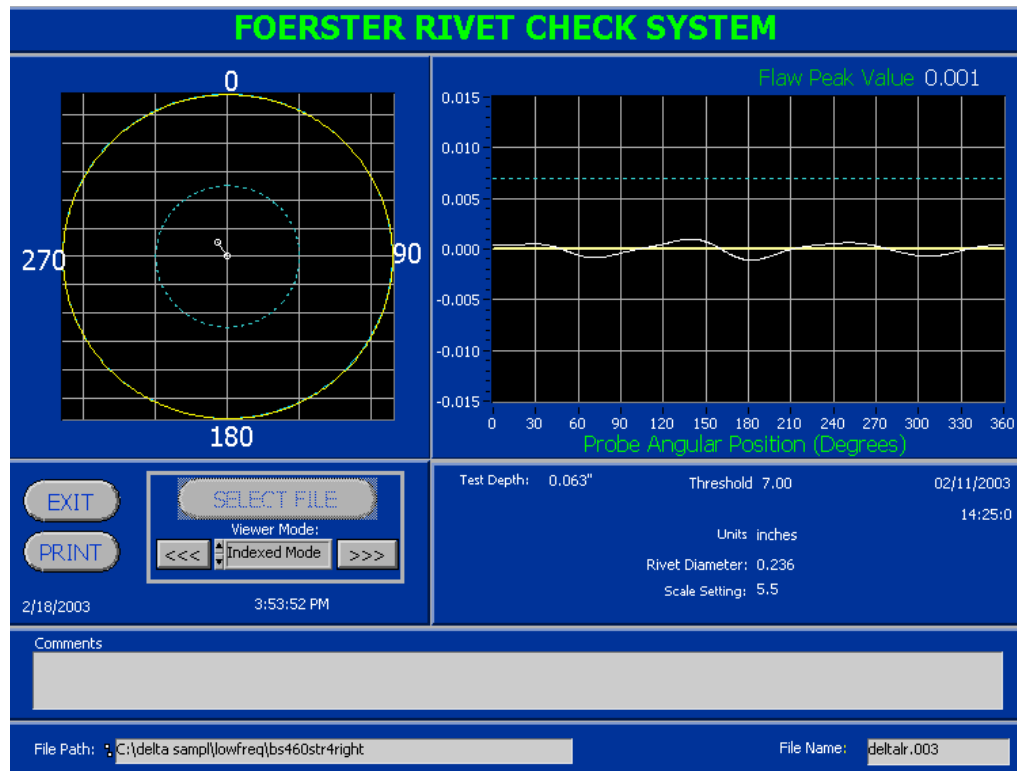 FOERSTER RIVET CHECK SYSTEM
0
270
90
180
Flaw Peak Value 0.001
0.015
0.010
0.005
0.000
-0.005
-0.010
-0.015
0 30 60 90 120 150 180 210 240 270 300 330 360
Probe Angular Position (Degrees)
EXIT
PRINT
SELECT FILE
Viewer Mode:
<<< Indexed Mode >>>
2/18/2003 3:53:52 PM
Test Depth: 0.063" Threshold 7.00 02/11/2003
14:25:0
Units inches
Rivet Diameter: 0.236
Scale Setting: 5.5
Comments
File Path: C:\delta sampl\lowfreq\bs460str4right
File Name: deltalr.003